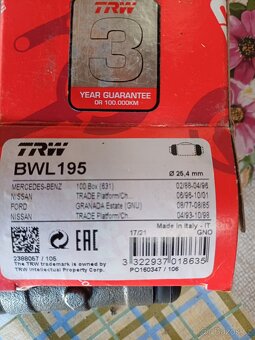 TRW
3
YEAR GUARANTEE
OR 100.000KM
TRW
BWL195
Ø 25,4 mm
MERCEDES-BENZ 100 Box (631) 02/88-04/96
NISSAN TRADE Platform/Ch... 08/96-10/01
FORD GRANADA Estate (GNU) 08/77-08/85
NISSAN TRADE Platform/Ch... 04/93-10/98
17/21
Made in Italy - IT
GNO
EAC
3 322937 018635
2388057 / 106
PO160347 / 106
The TRW trademark is owned by
TRW Intellectual Property Corp.